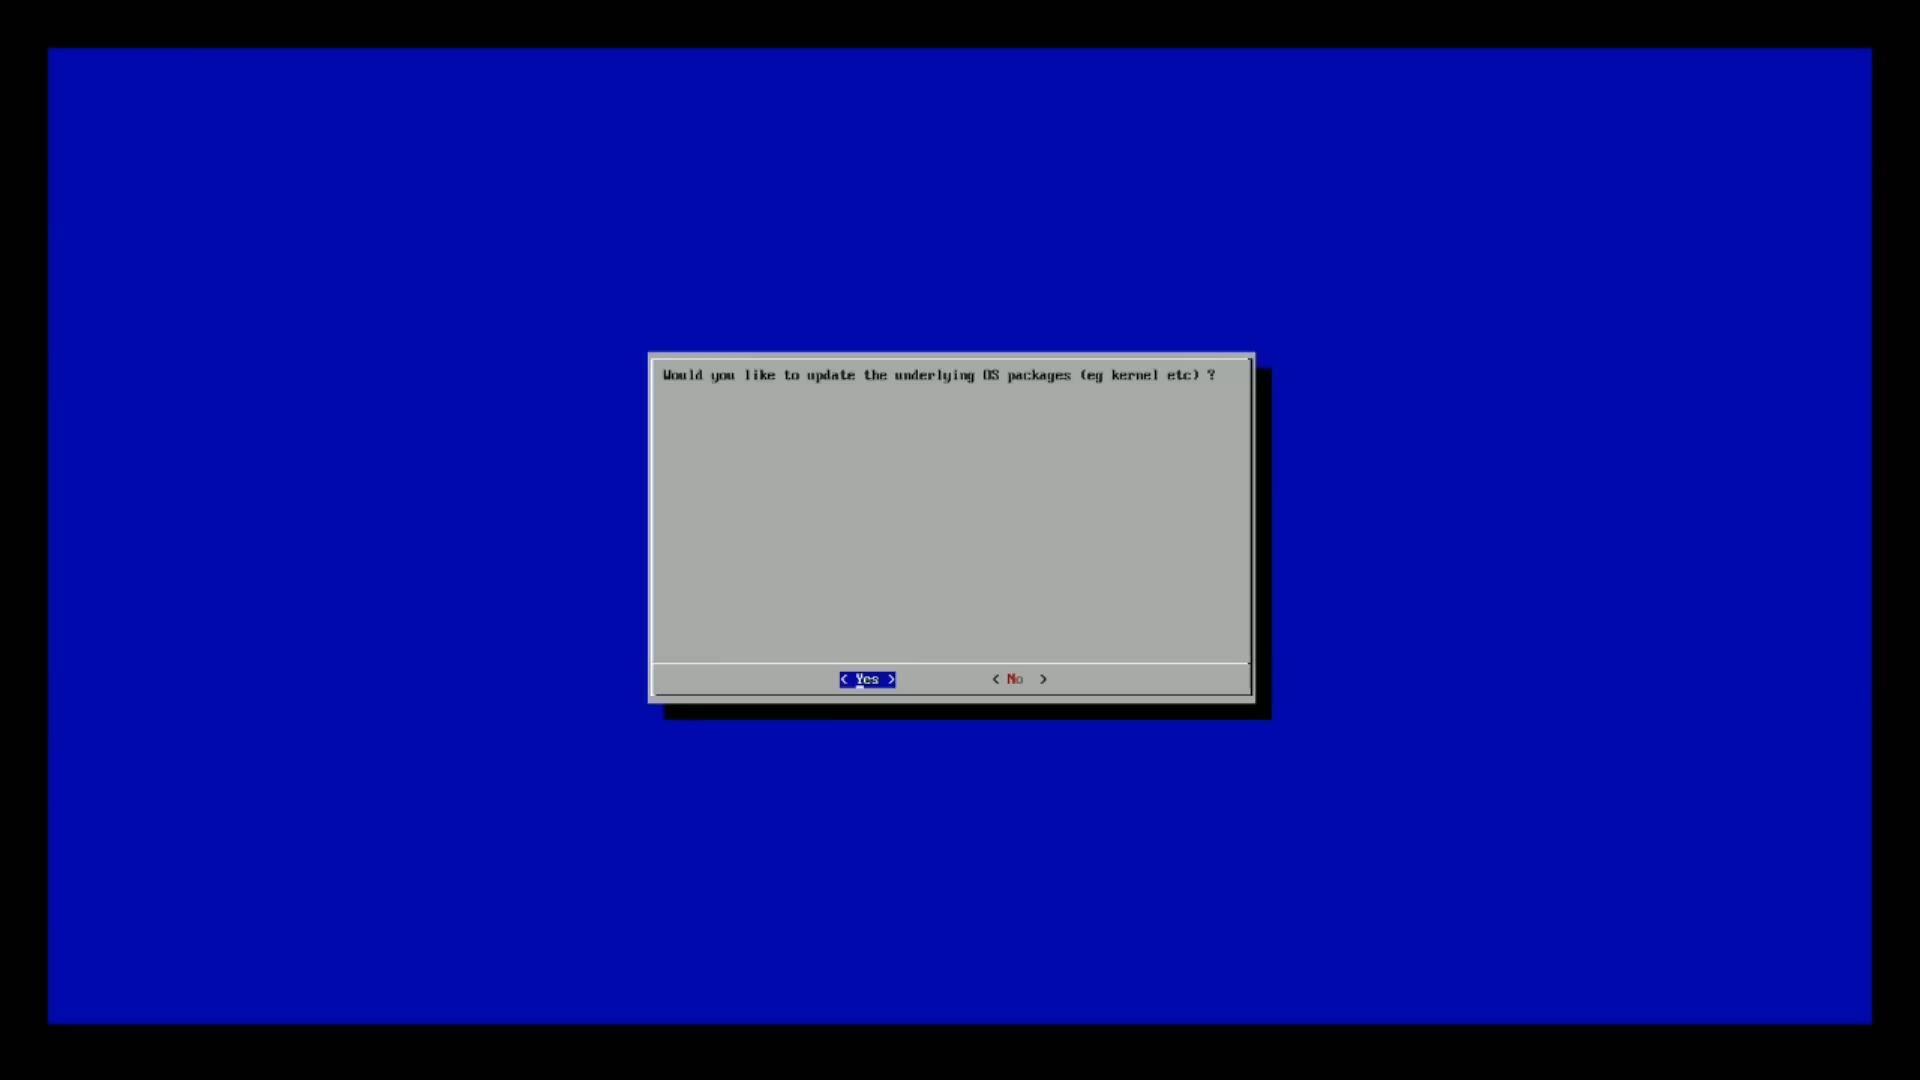 Would you like to update the underlying OS packages (eg kernel etc) ?
< Yes > < No >